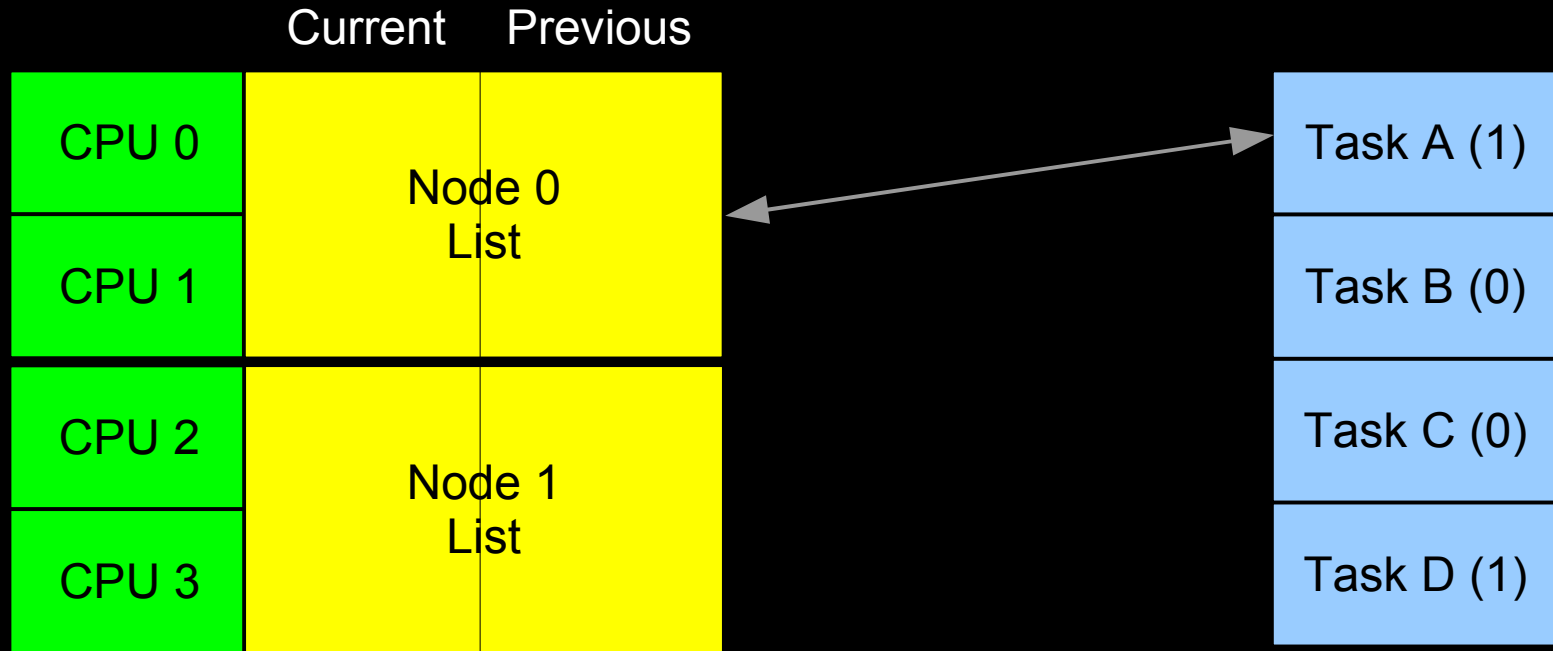 Current Previous
CPU 0
CPU 1
CPU 2
CPU 3
Node 0
List
Node 1
List
Task A (1)
Task B (0)
Task C (0)
Task D (1)